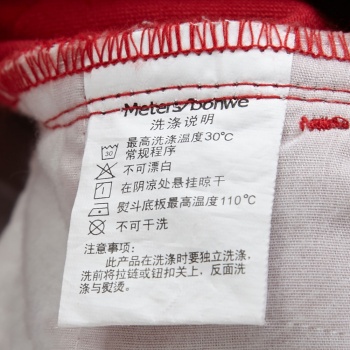 Meters/bonwe
洗涤说明
30
最高洗涤温度30℃
常规程序
不可漂白
在阴凉处悬挂晾干
熨斗底板最高温度110℃
不可干洗
注意事项:
此产品在洗涤时要独立洗涤,
洗前将拉链或钮扣关上,反面洗
涤与熨烫。